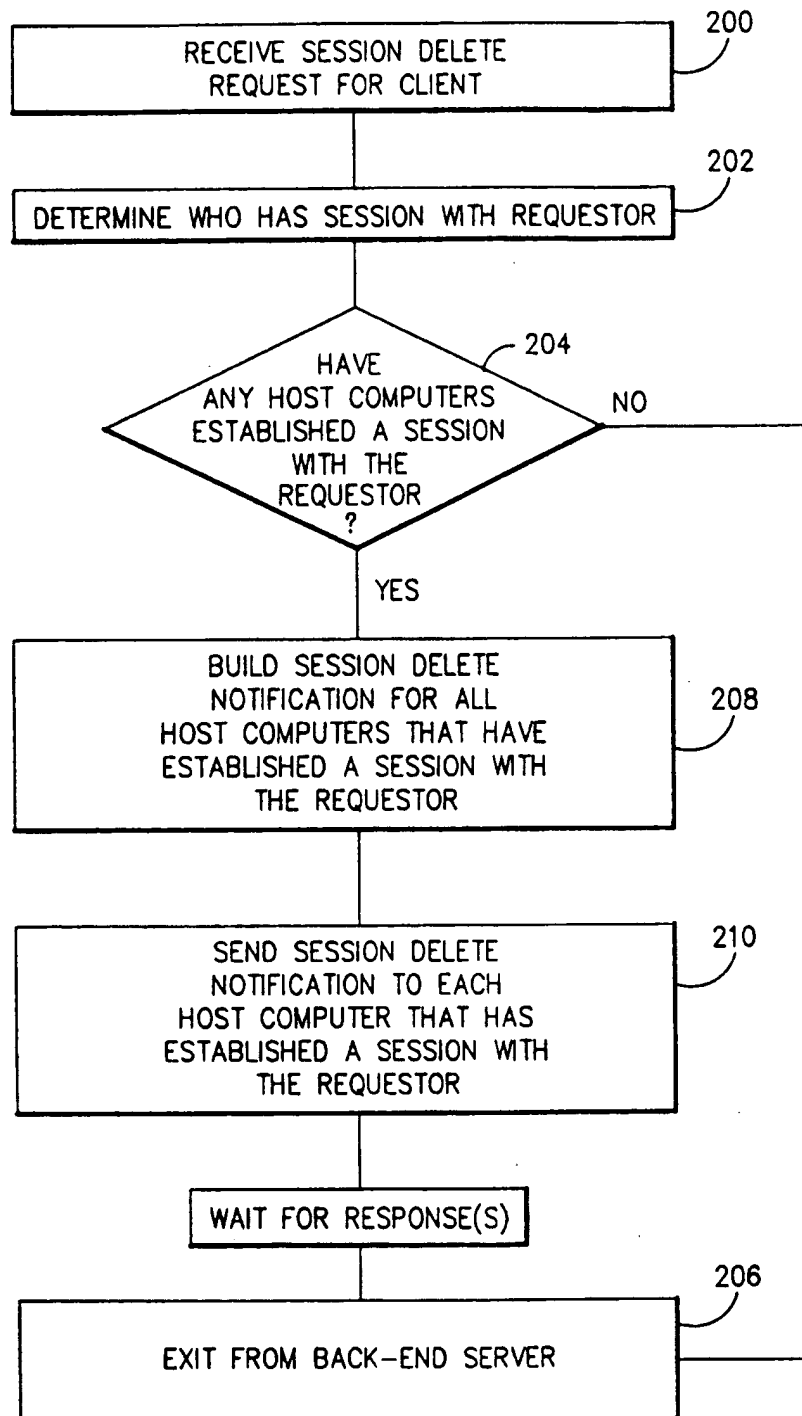 200
RECEIVE SESSION DELETE
REQUEST FOR CLIENT
202
DETERMINE WHO HAS SESSION WITH REQUESTOR
204
HAVE
ANY HOST COMPUTERS
ESTABLISHED A SESSION
WITH THE
REQUESTOR
?
NO
YES
BUILD SESSION DELETE
NOTIFICATION FOR ALL
HOST COMPUTERS THAT HAVE
ESTABLISHED A SESSION WITH
THE REQUESTOR
208
SEND SESSION DELETE
NOTIFICATION TO EACH
HOST COMPUTER THAT HAS
ESTABLISHED A SESSION WITH
THE REQUESTOR
210
WAIT FOR RESPONSE(S)
206
EXIT FROM BACK-END SERVER